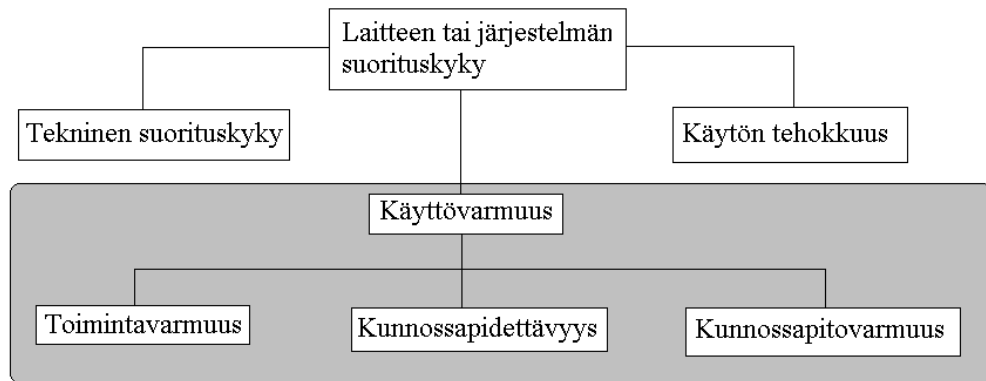 Laitteen tai järjestelmän
suorituskyky
Tekninen suorituskyky
Käytön tehokkuus
Käyttövarmuus
Toimintavarmuus
Kunnossapidettävyys
Kunnossapitovarmuus